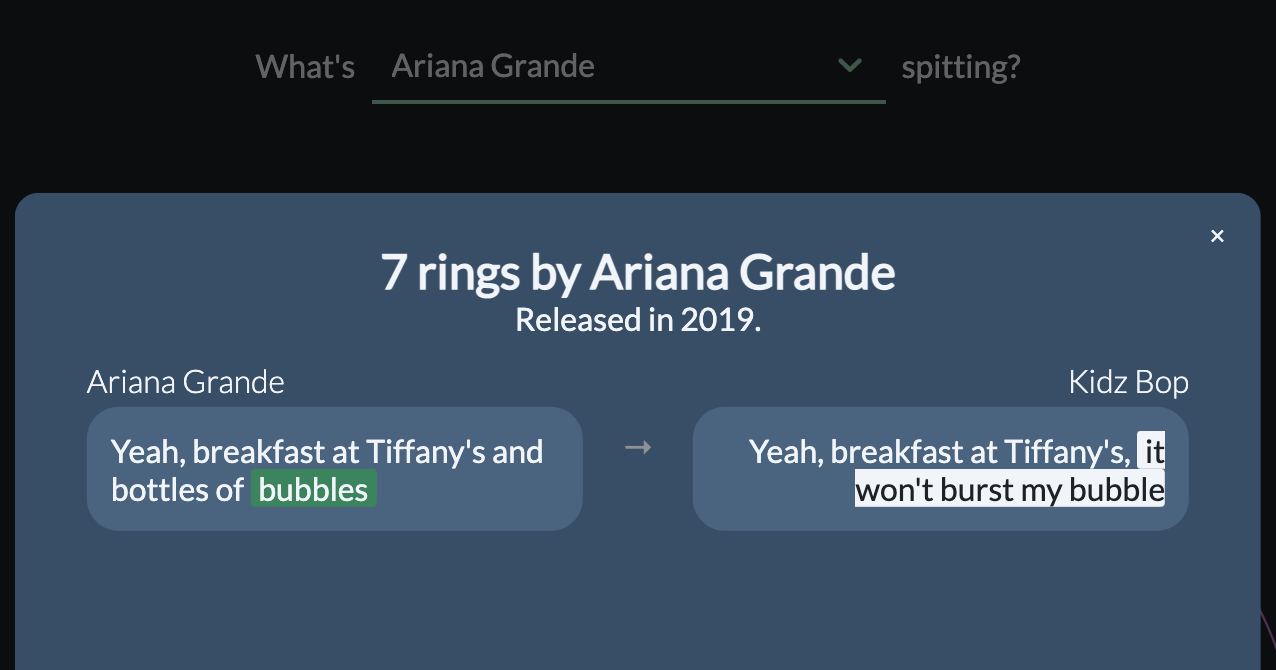 What's Ariana Grande spitting?
×
7 rings by Ariana Grande
Released in 2019.
Ariana Grande
Yeah, breakfast at Tiffany's and
bottles of bubbles
→
Kidz Bop
Yeah, breakfast at Tiffany's, it
won't burst my bubble